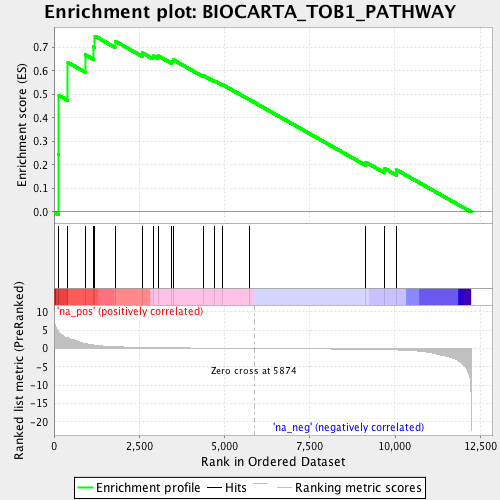 Enrichment plot: BIOCARTA_TOB1_PATHWAY
Enrichment score (ES)
0.7
0.6
0.5
0.4
0.3
0.2
0.1
0.0
'na_pos' (positively correlated)
Ranked list metric (PreRanked)
10
5
0
-5
-10
-15
-20
Zero cross at 5874
'na_neg' (negatively correlated)
0
2,500
5,000
7,500
10,000
12,500
Rank in Ordered Dataset
Enrichment profile
Hits
Ranking metric scores